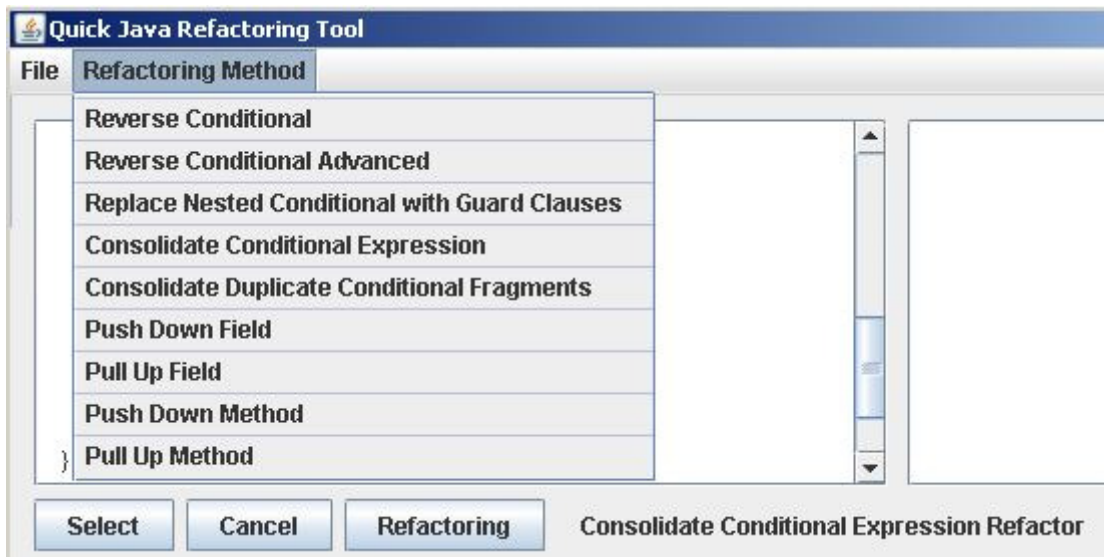 Quick Java Refactoring Tool
File Refactoring Method
Reverse Conditional
Reverse Conditional Advanced
Replace Nested Conditional with Guard Clauses
Consolidate Conditional Expression
Consolidate Duplicate Conditional Fragments
Push Down Field
Pull Up Field
Push Down Method
Pull Up Method
}
Select Cancel Refactoring Consolidate Conditional Expression Refactor